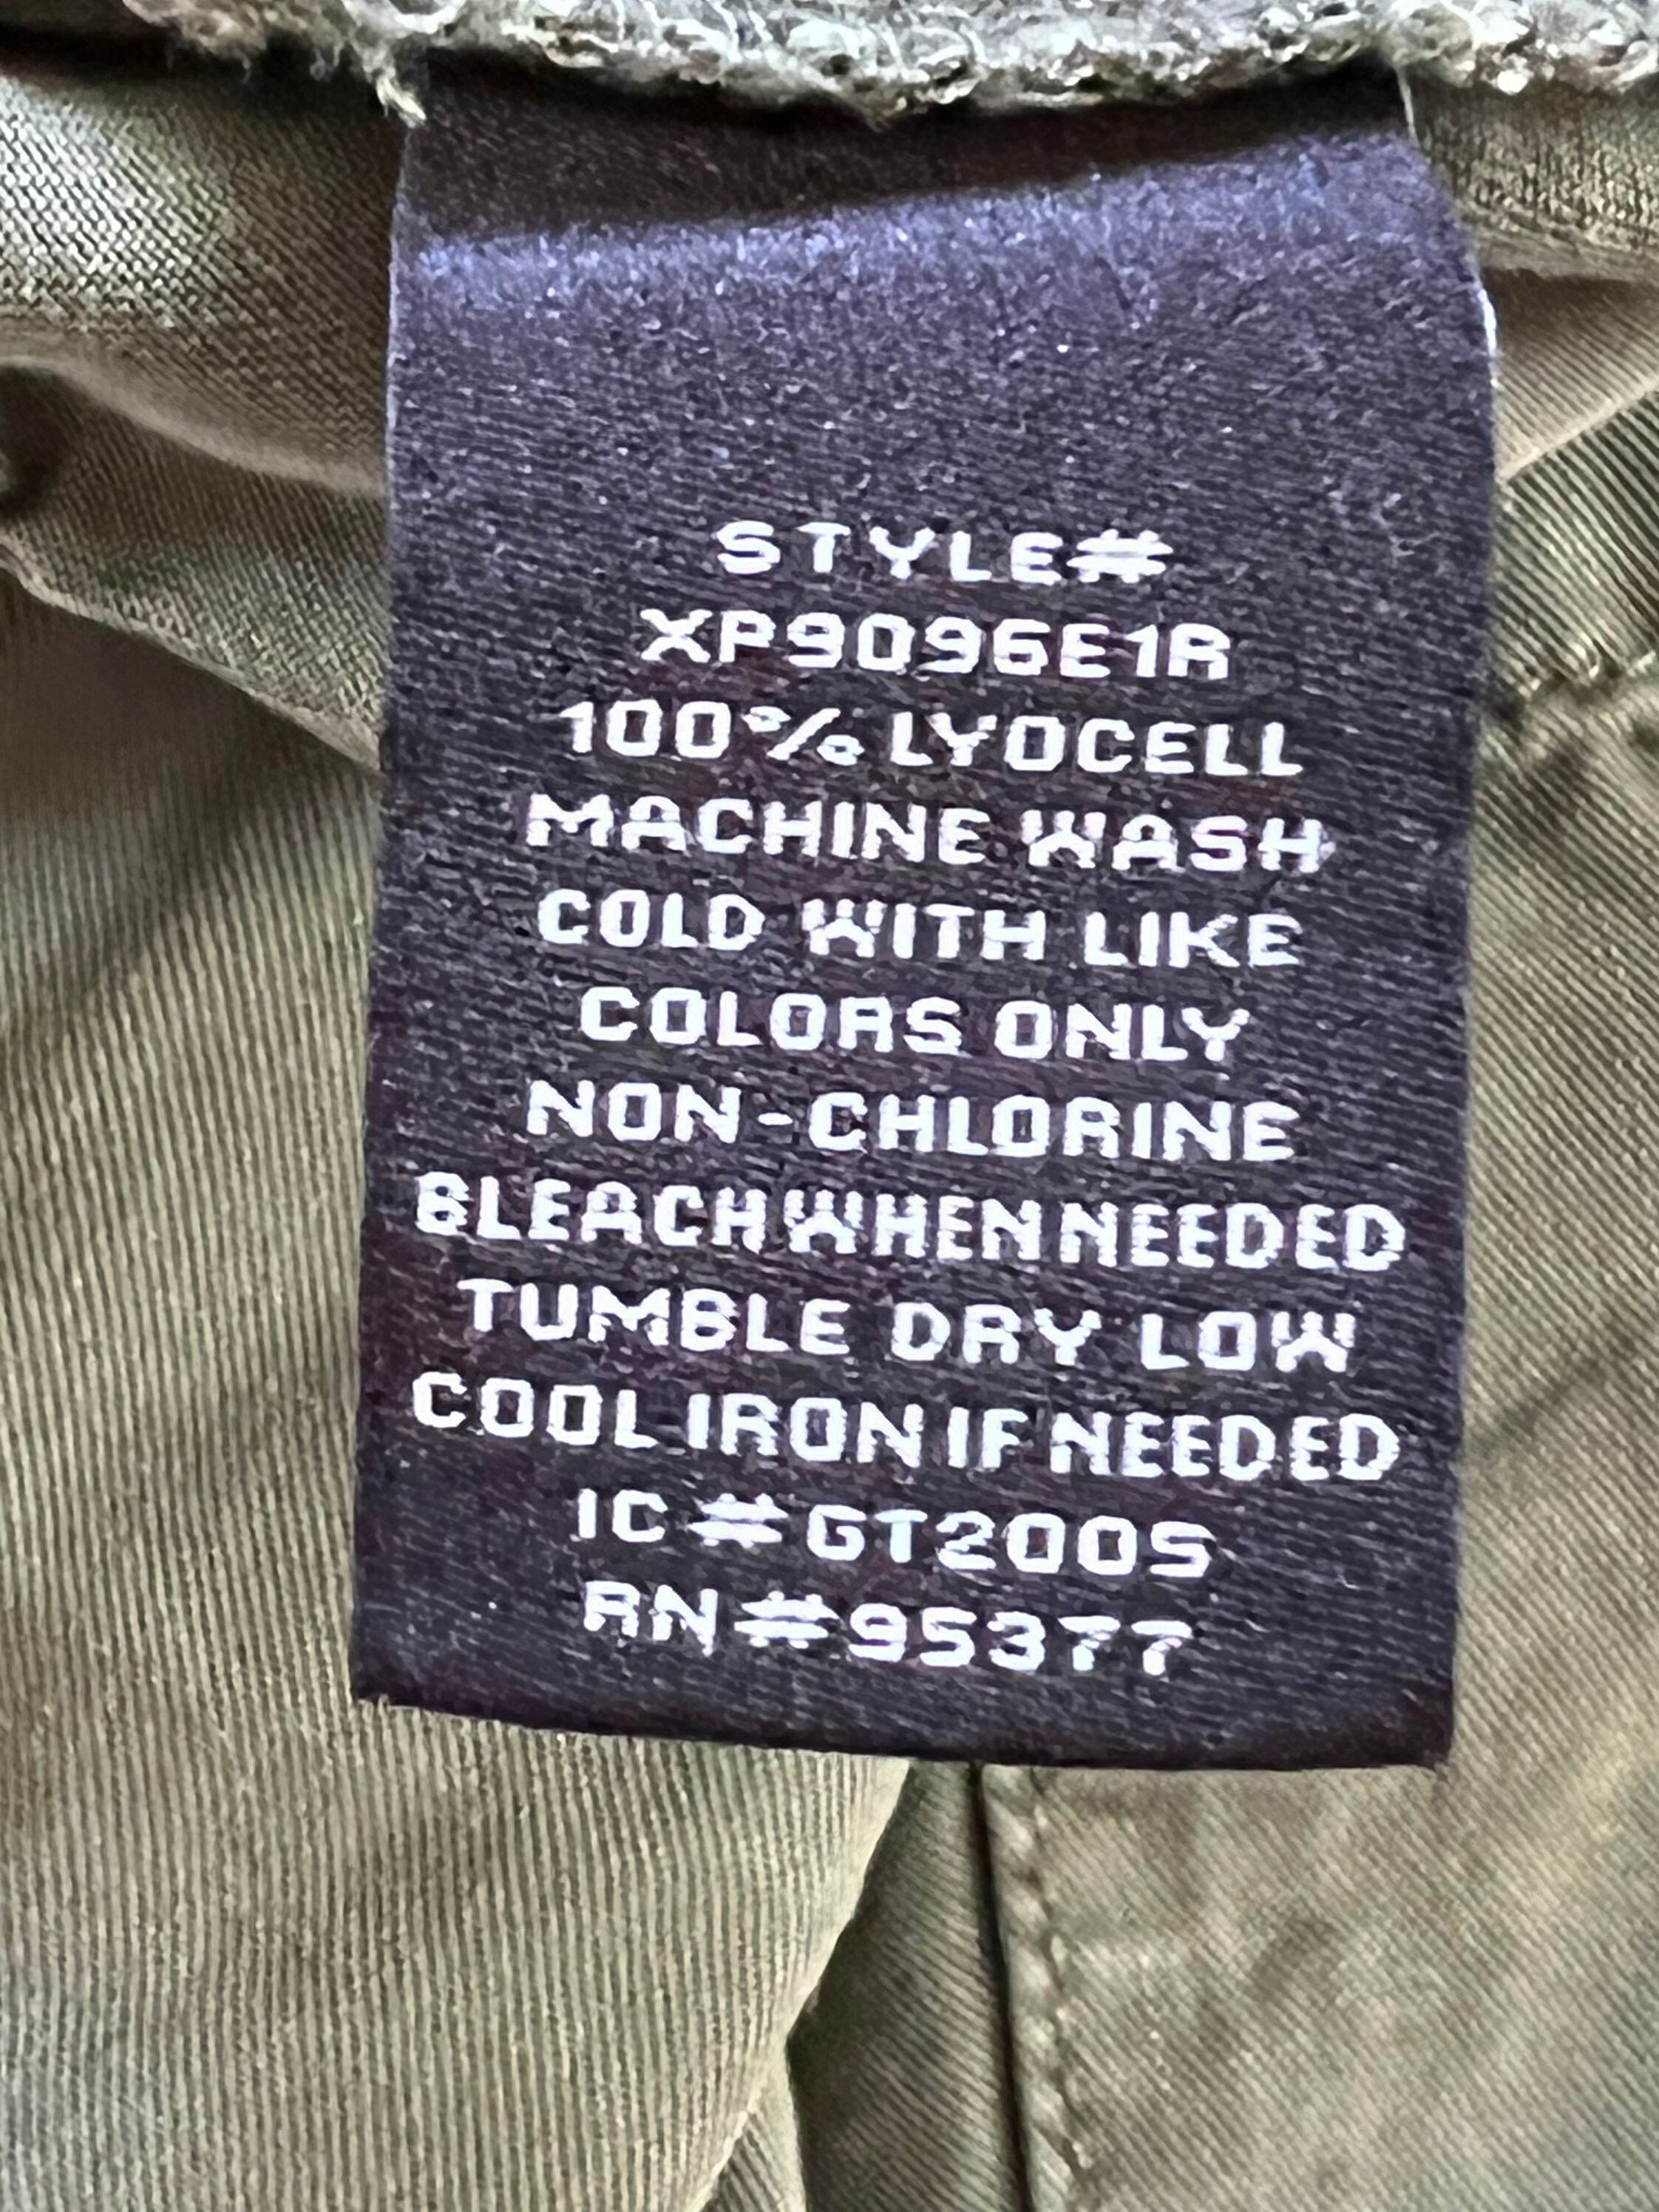 STYLE#
XP9096E1R
100% LYOCELL
MACHINE WASH
COLD WITH LIKE
COLORS ONLY
NON-CHLORINE
BLEACH WHEN NEEDED
TUMBLE DRY LOW
COOL IRON IF NEEDED
IC #GT200S
RN#95377